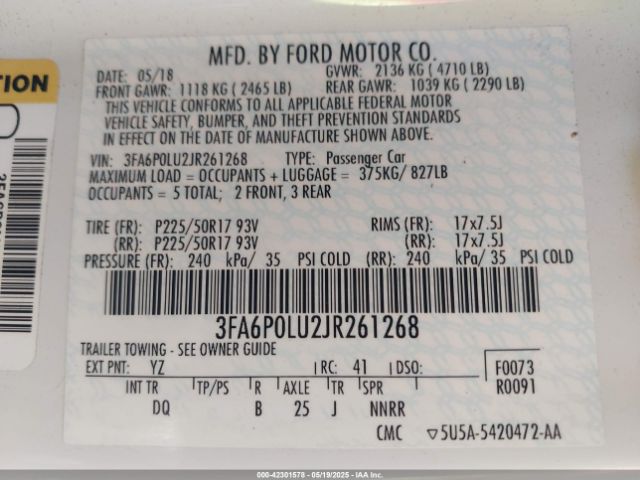 MFD. BY FORD MOTOR CO.
DATE: 05/18 GVWR: 2136 KG ( 4710 LB)
FRONT GAWR: 1118 KG ( 2465 LB) REAR GAWR: 1039 KG ( 2290 LB)
THIS VEHICLE CONFORMS TO ALL APPLICABLE FEDERAL MOTOR
VEHICLE SAFETY, BUMPER, AND THEFT PREVENTION STANDARDS
IN EFFECT ON THE DATE OF MANUFACTURE SHOWN ABOVE.
VIN: 3FA6P0LU2JR261268 TYPE: Passenger Car
MAXIMUM LOAD = OCCUPANTS + LUGGAGE = 375KG/ 827LB
OCCUPANTS = 5 TOTAL; 2 FRONT, 3 REAR
TIRE (FR): P225/50R17 93V RIMS (FR): 17x7.5J
(RR): P225/50R17 93V (RR): 17x7.5J
PRESSURE (FR): 240 kPa/ 35 PSI COLD (RR): 240 kPa/ 35 PSI COLD
3FA6P0LU2JR261268
TRAILER TOWING - SEE OWNER GUIDE
EXT PNT: YZ RC: 41 DSO: F0073
INT TR TP/PS R AXLE TR SPR R0091
DQ B 25 J NNRR
CMC ▽5U5A-5420472-AA
TION
000-42301578 - 05/19/2025 - IAAI INC.